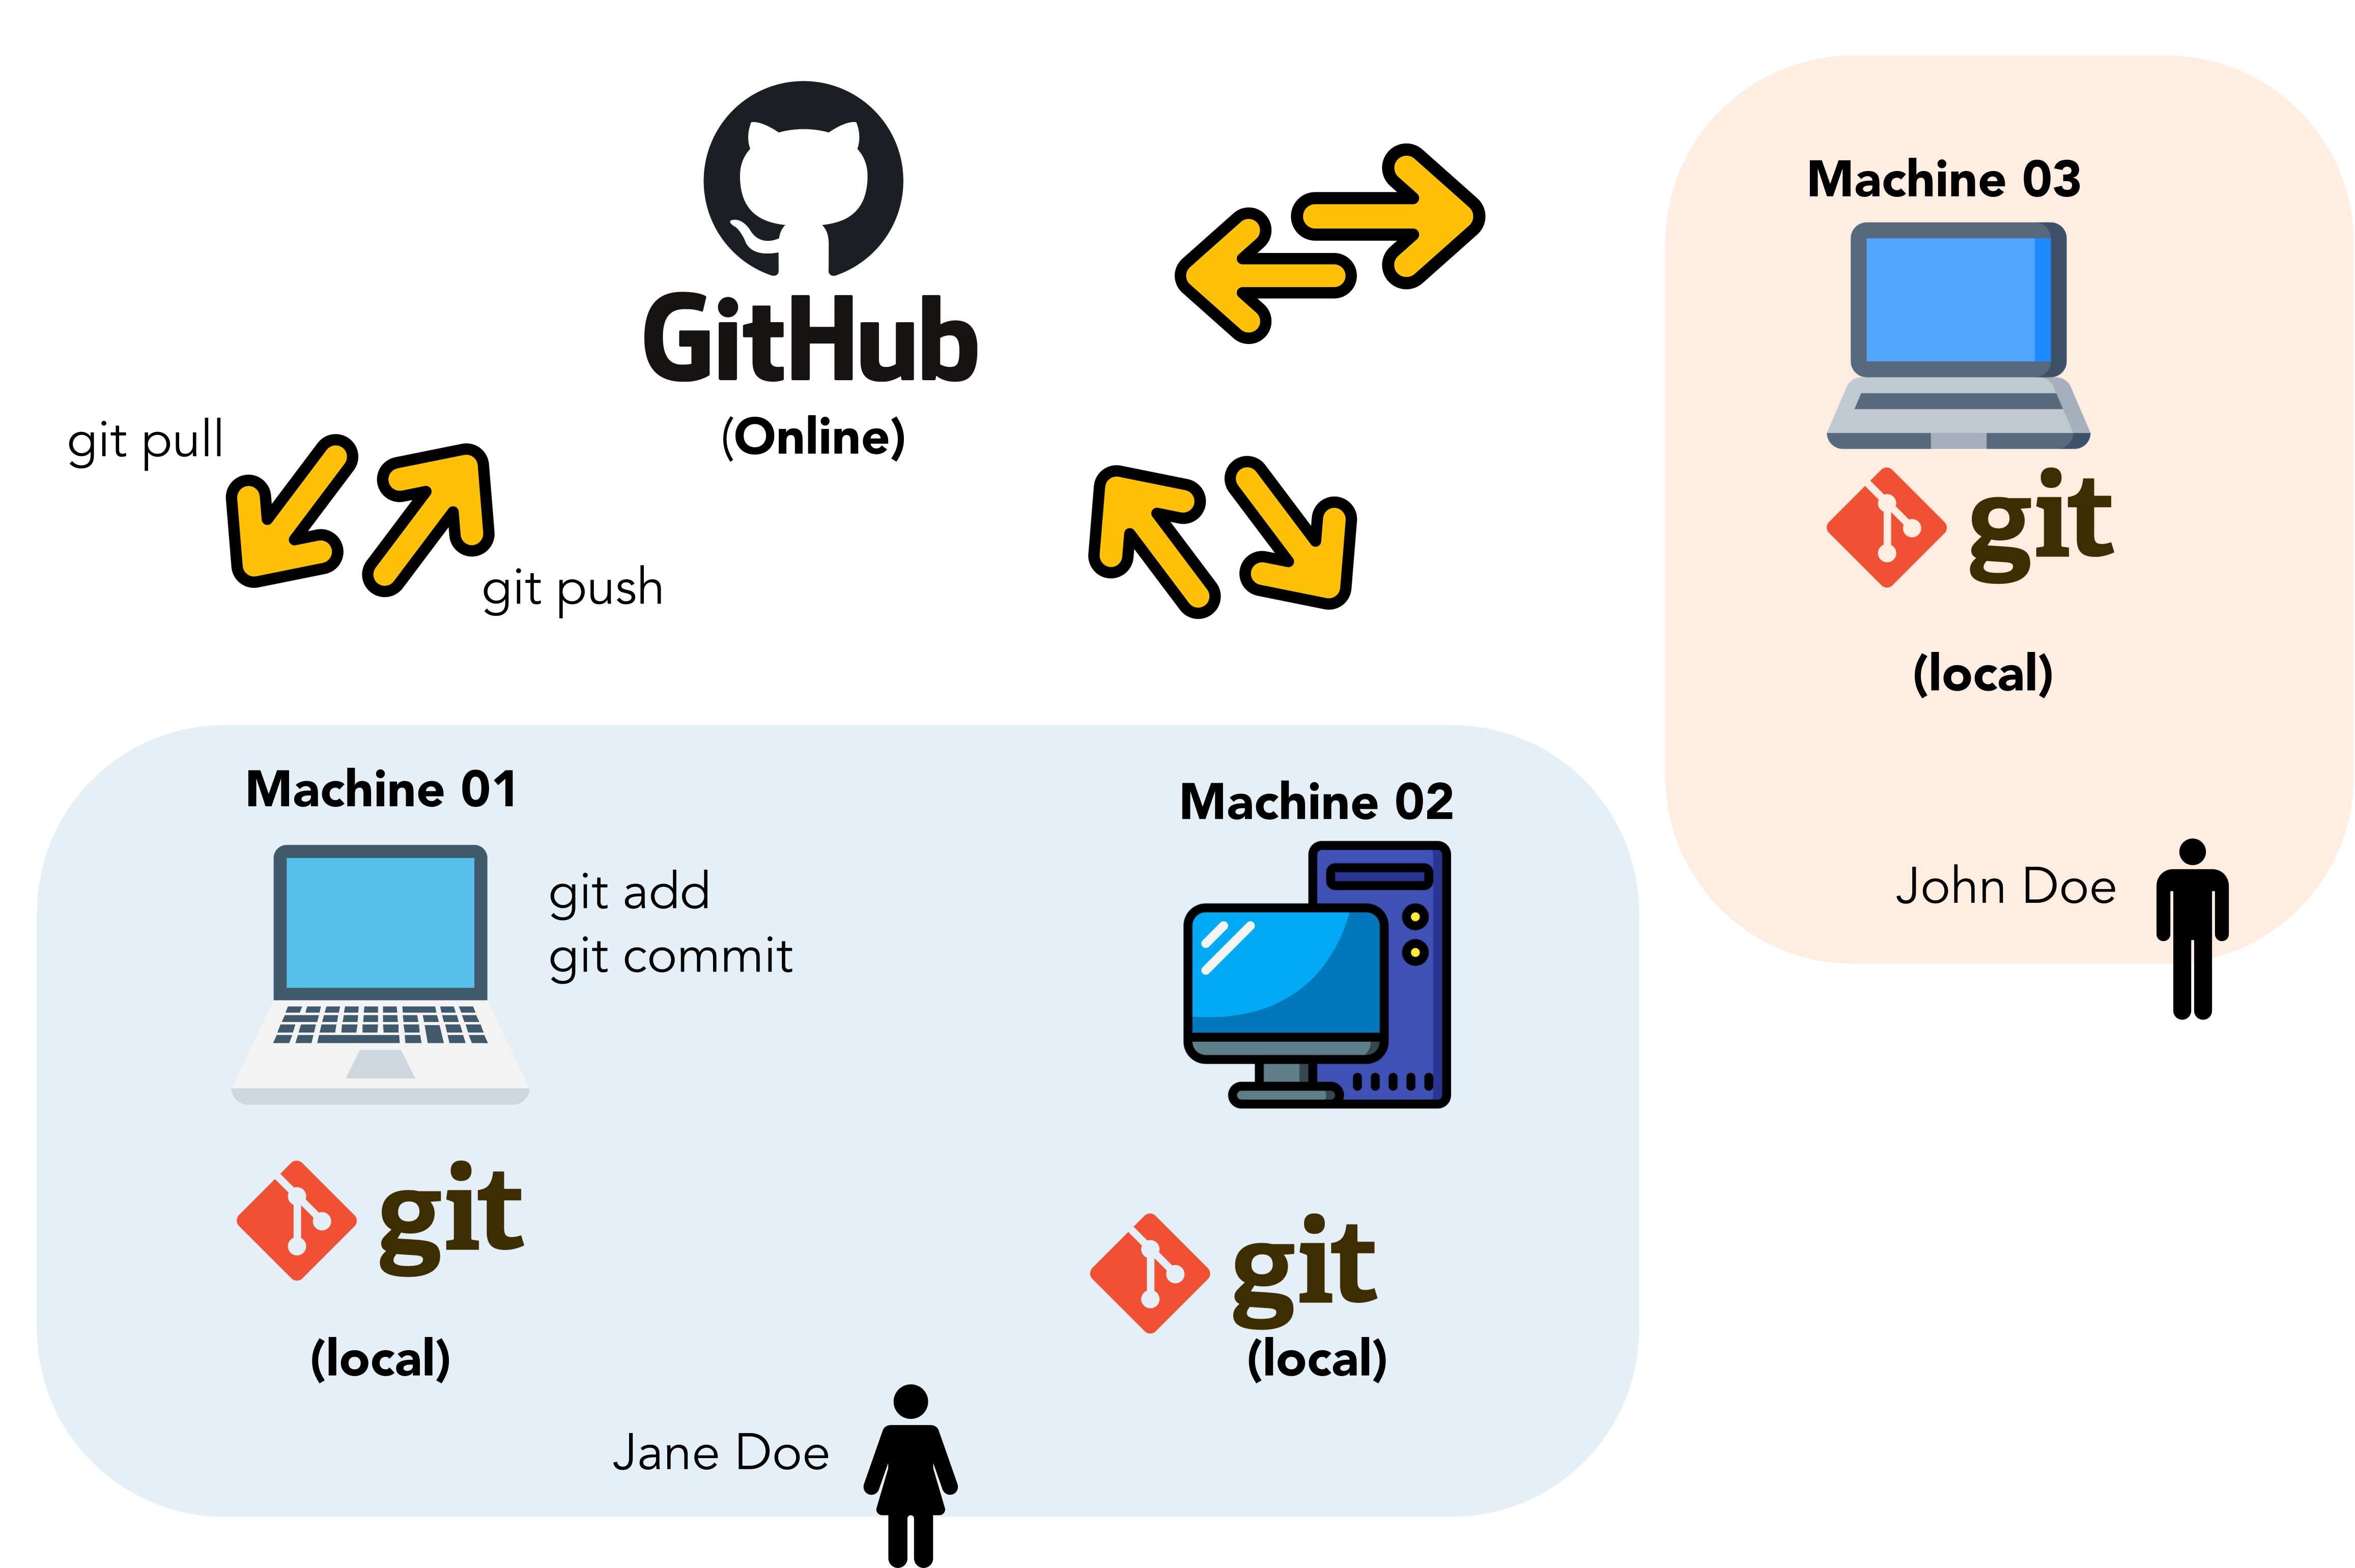 GitHub
(Online)
git pull
git push
Machine 03
git
(local)
John Doe
Machine 01
git add
git commit
git
(local)
Machine 02
git
(local)
Jane Doe